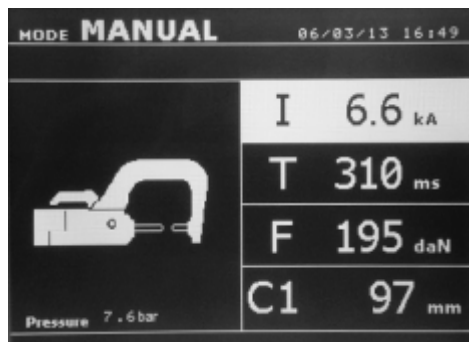 MODE MANUAL 06/03/13 16:49
I 6.6 kA
T 310 ms
F 195 daN
C1 97 mm
Pressure 7.6bar